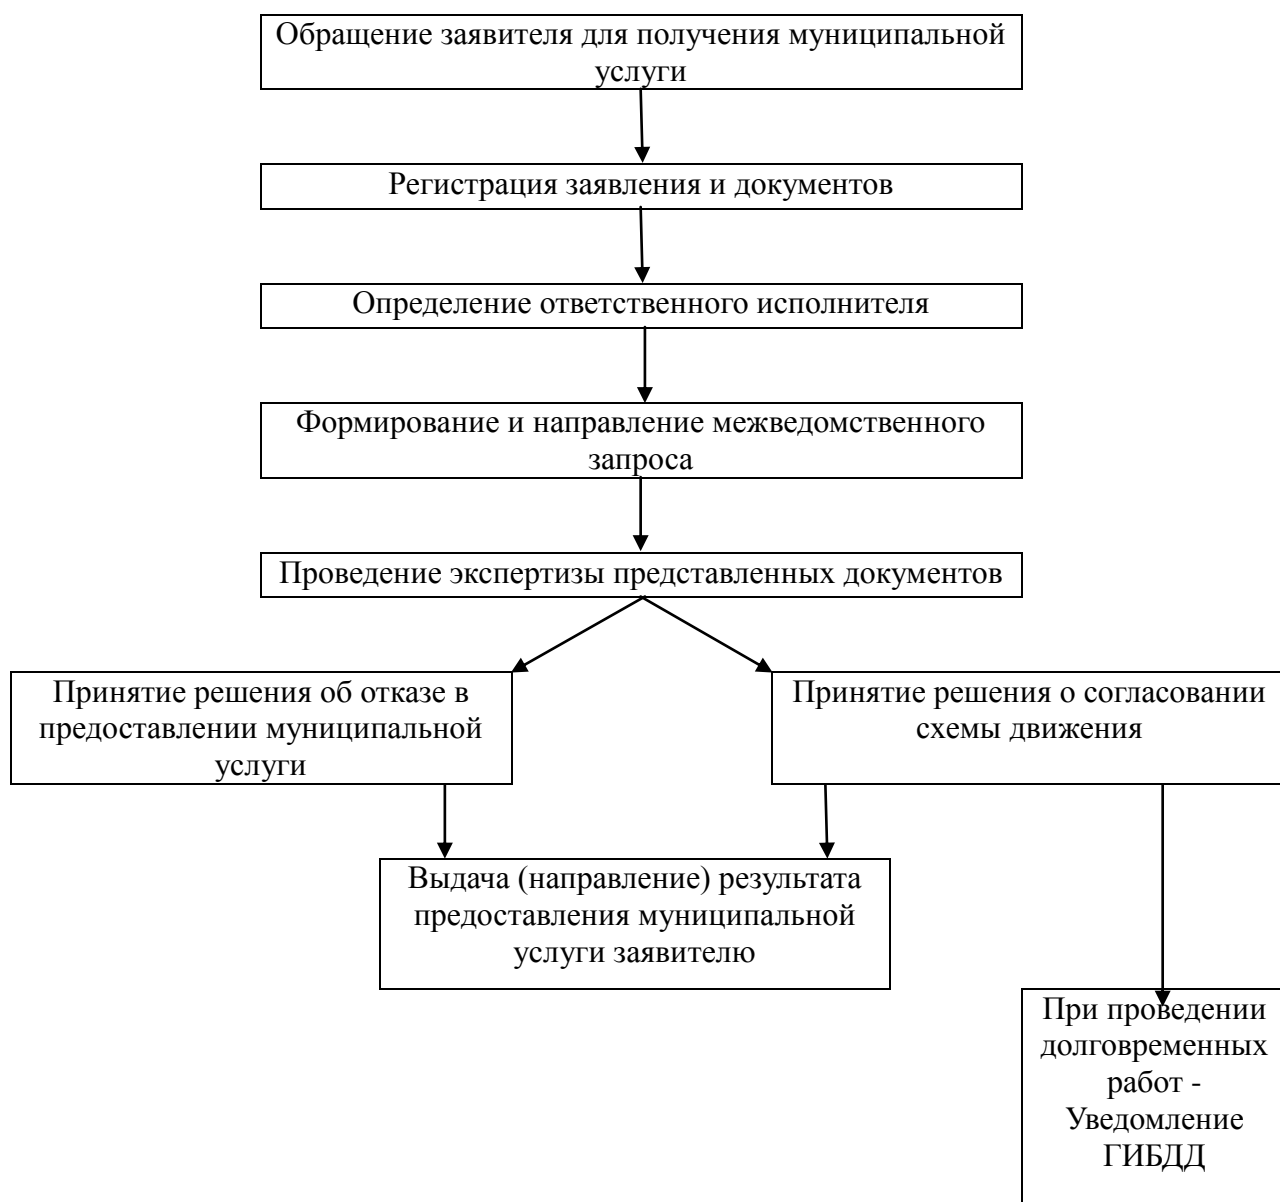 Обращение заявителя для получения муниципальной
услуги
Регистрация заявления и документов
Определение ответственного исполнителя
Формирование и направление межведомственного
запроса
Проведение экспертизы представленных документов
Принятие решения об отказе в
предоставлении муниципальной
услуги
Принятие решения о согласовании
схемы движения
Выдача (направление) результата
предоставления муниципальной
услуги заявителю
При проведении
долговременных
работ -
Уведомление
ГИБДД